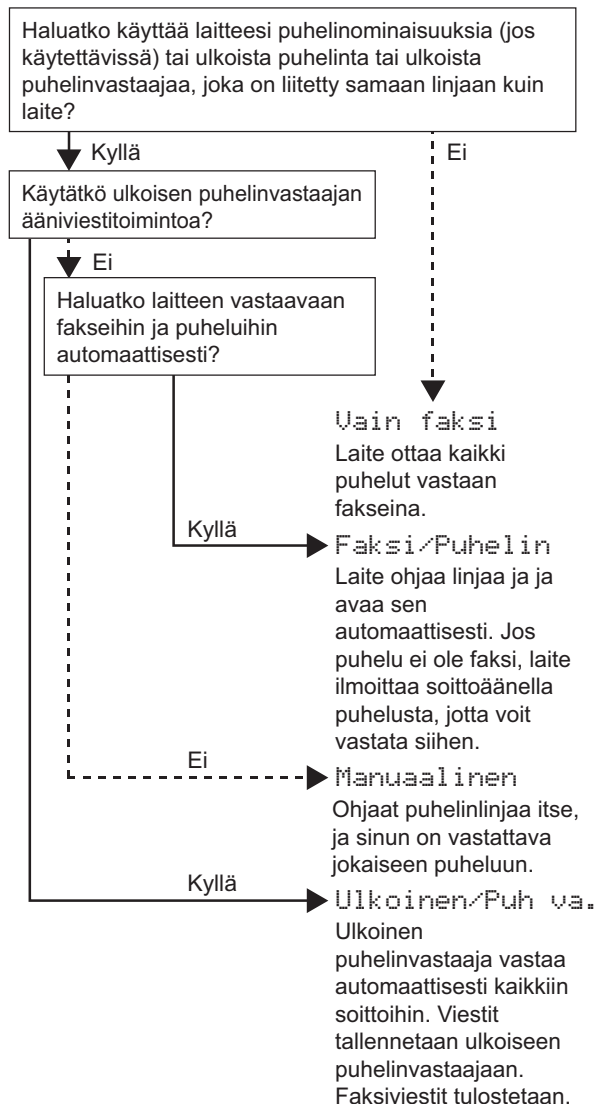 Haluatko käyttää laitteesi puhelinominaisuuksia (jos
käytettävissä) tai ulkoista puhelinta tai ulkoista
puhelinvastaajaa, joka on liitetty samaan linjaan kuin
laite?
Kyllä
Ei
Käytätkö ulkoisen puhelinvastaajan
ääniviestitoimintoa?
Ei
Haluatko laitteen vastaavaan
fakseihin ja puheluihin
automaattisesti?
Vain faksi
Laite ottaa kaikki
puhelut vastaan
fakseina.
Kyllä
Faksi/Puhelin
Laite ohjaa linjaa ja ja
avaa sen
automaattisesti. Jos
puhelu ei ole faksi, laite
ilmoittaa soittoäänella
puhelusta, jotta voit
vastata siihen.
Ei
Manuaalinen
Ohjaat puhelinlinjaa itse,
ja sinun on vastattava
jokaiseen puheluun.
Kyllä
Ulkoinen/Puh va.
Ulkoinen
puhelinvastaaja vastaa
automaattisesti kaikkiin
soittoihin. Viestit
tallennetaan ulkoiseen
puhelinvastaajaan.
Faksiviestit tulostetaan.